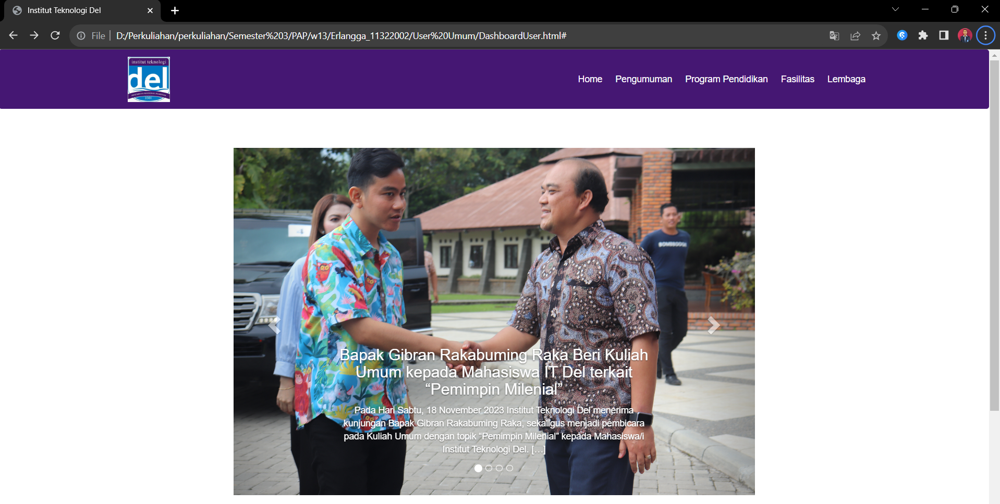 Institut Teknologi Del
File
D:/Perkuliahan/perkuliahan/Semester%203/PAP/w13/Erlangga_11322002/User%20Umum/DashboardUser.html#
institut teknologi
del
2001
Home Pengumuman Program Pendidikan Fasilitas Lembaga
Bapak Gibran Rakabuming Raka Beri Kuliah
Umum kepada Mahasiswa IT Del terkait
“Pemimpin Milenial”
Pada Hari Sabtu, 18 November 2023 Institut Teknologi Del menerima
kunjungan Bapak Gibran Rakabuming Raka, sekaligus menjadi pembicara
pada Kuliah Umum dengan topik “Pemimpin Milenial” kepada Mahasiswa/i
Institut Teknologi Del. […]